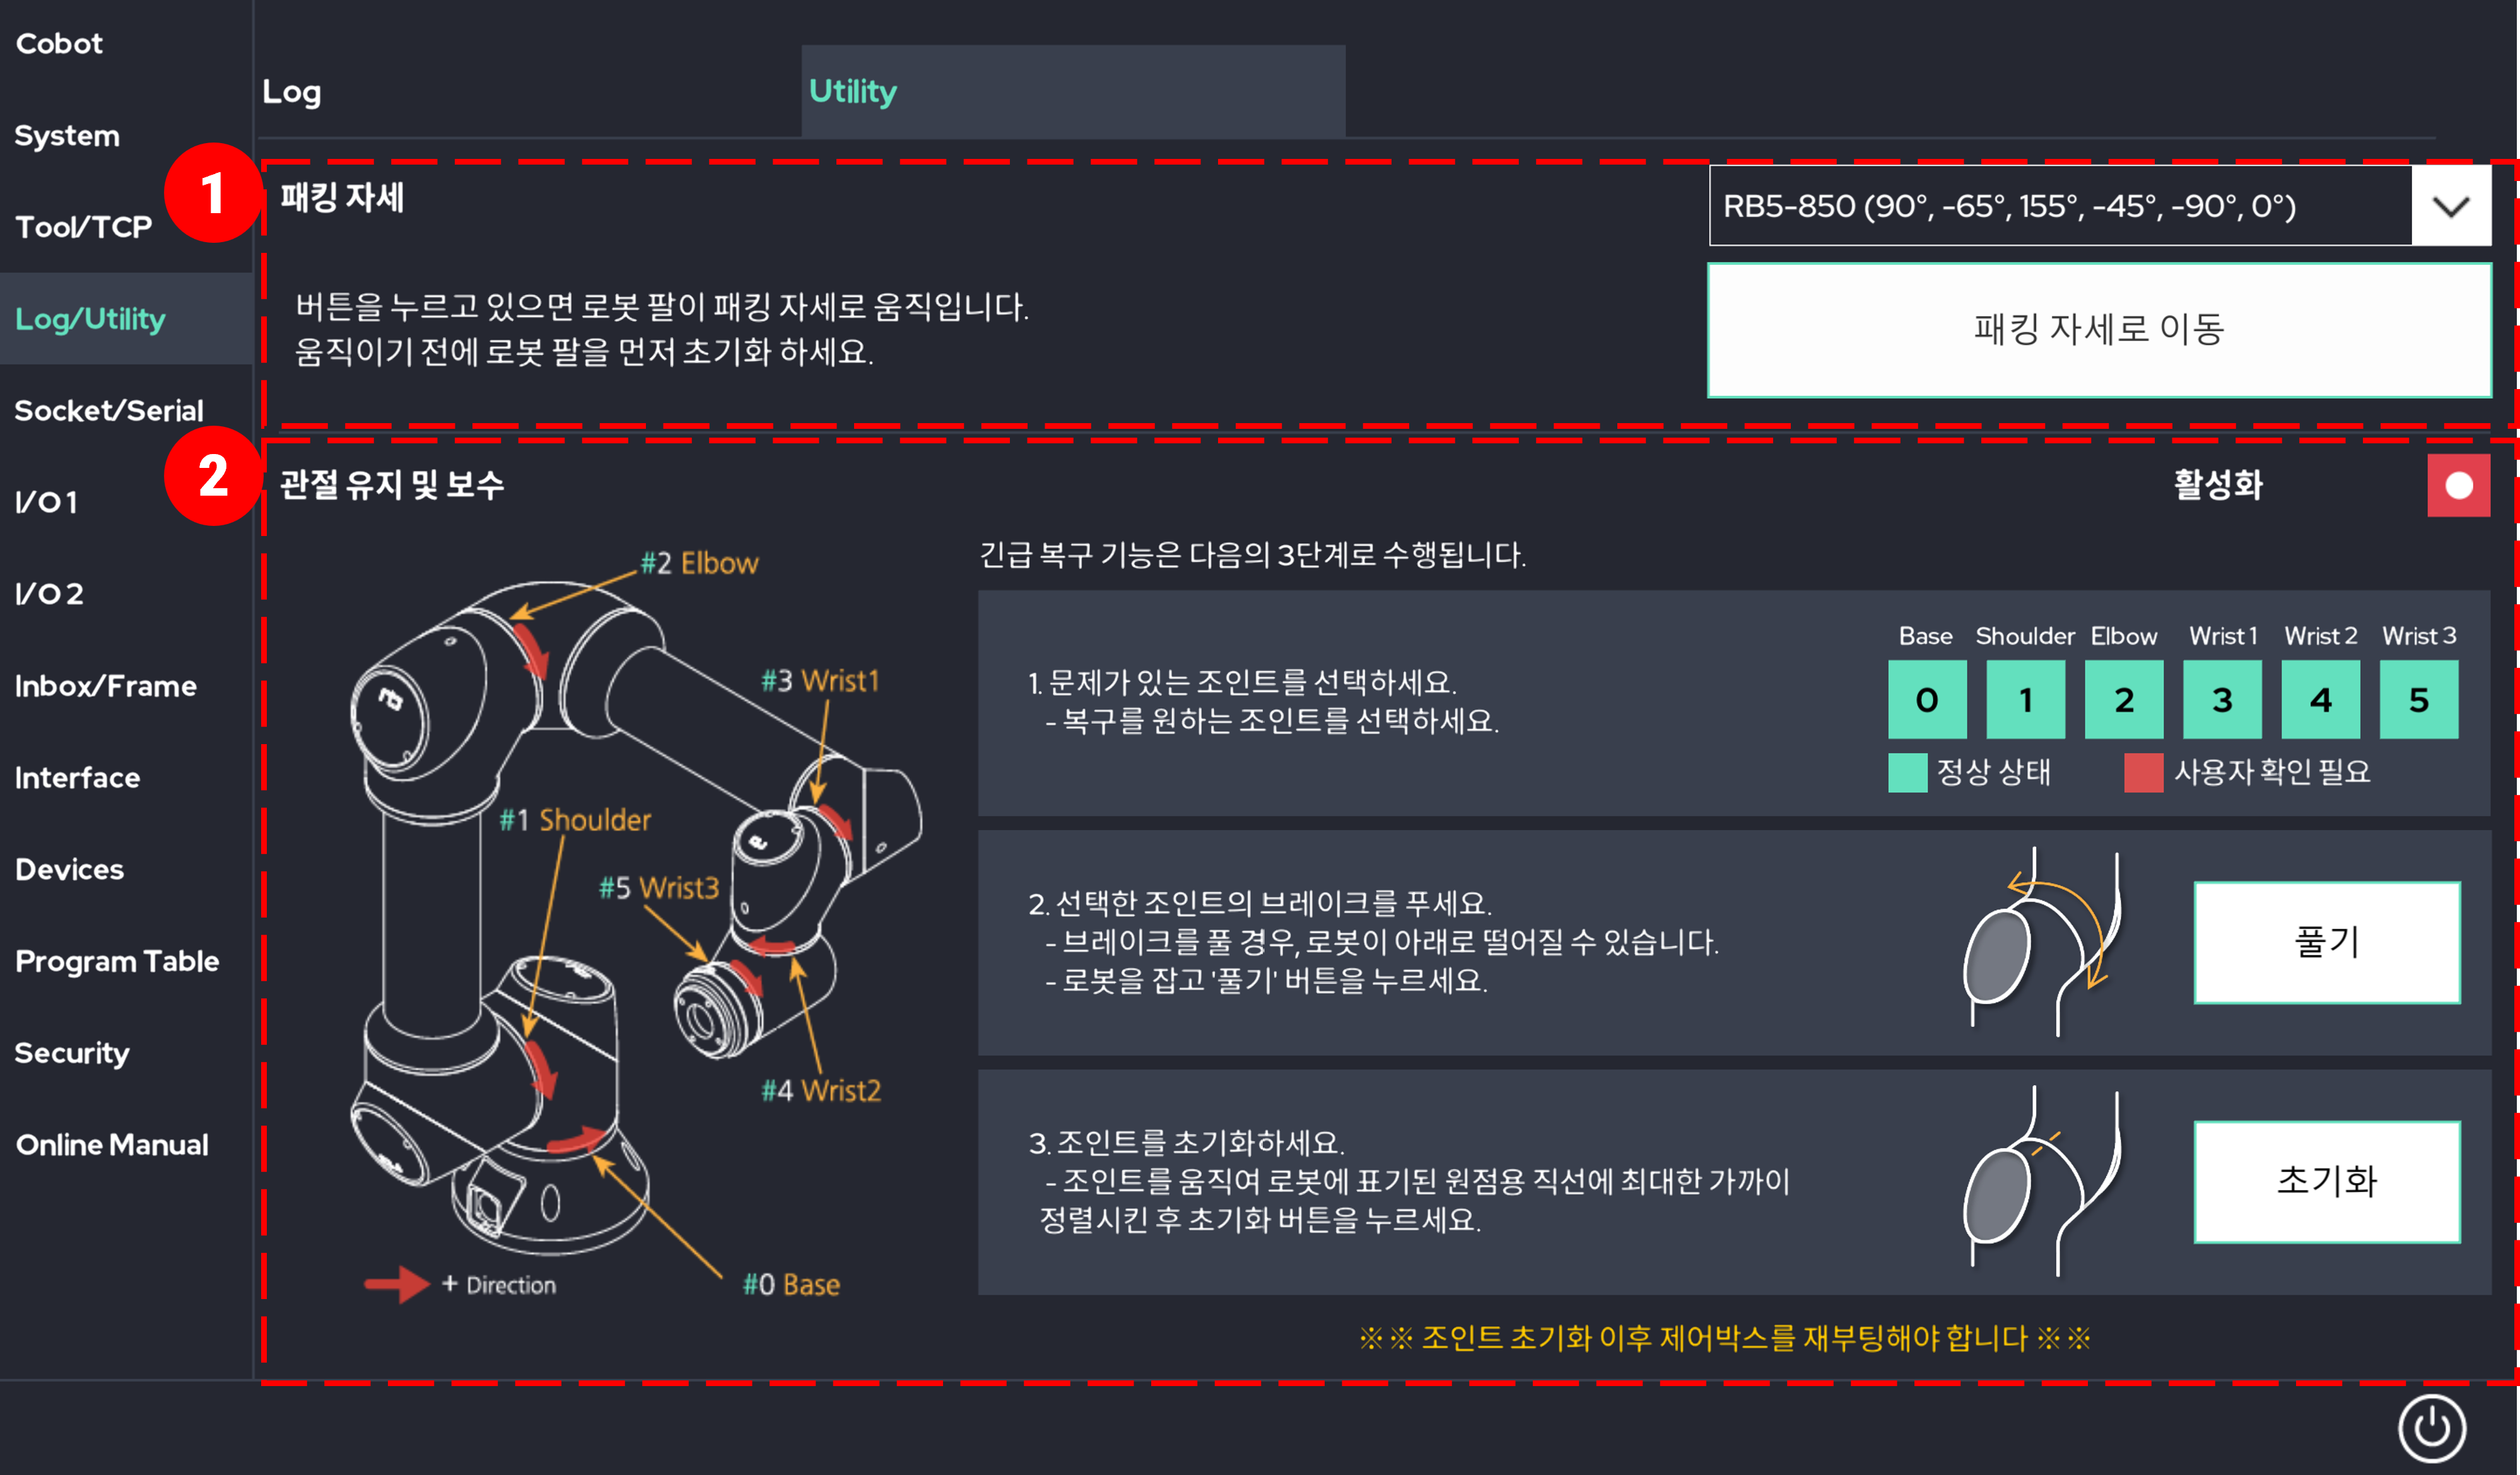 Cobot
System
Tool/TCP
Log/Utility
Socket/Serial
I/O 1
I/O 2
Inbox/Frame
Interface
Devices
Program Table
Security
Online Manual
Log
Utility
1
패킹 자세
RB5-850 (90°, -65°, 155°, -45°, -90°, 0°)
버튼을 누르고 있으면 로봇 팔이 패킹 자세로 움직입니다.
움직이기 전에 로봇 팔을 먼저 초기화 하세요.
패킹 자세로 이동
2
관절 유지 및 보수
활성화
#2 Elbow
#3 Wrist1
#1 Shoulder
#5 Wrist3
#4 Wrist2
#0 Base
+ Direction
긴급 복구 기능은 다음의 3단계로 수행됩니다.
1. 문제가 있는 조인트를 선택하세요.
- 복구를 원하는 조인트를 선택하세요.
Base Shoulder Elbow Wrist 1 Wrist 2 Wrist 3
0 1 2 3 4 5
정상 상태 사용자 확인 필요
2. 선택한 조인트의 브레이크를 푸세요.
- 브레이크를 풀 경우, 로봇이 아래로 떨어질 수 있습니다.
- 로봇을 잡고 '풀기' 버튼을 누르세요.
풀기
3. 조인트를 초기화하세요.
- 조인트를 움직여 로봇에 표기된 원점용 직선에 최대한 가까이
정렬시킨 후 초기화 버튼을 누르세요.
초기화
※※ 조인트 초기화 이후 제어박스를 재부팅해야 합니다 ※※